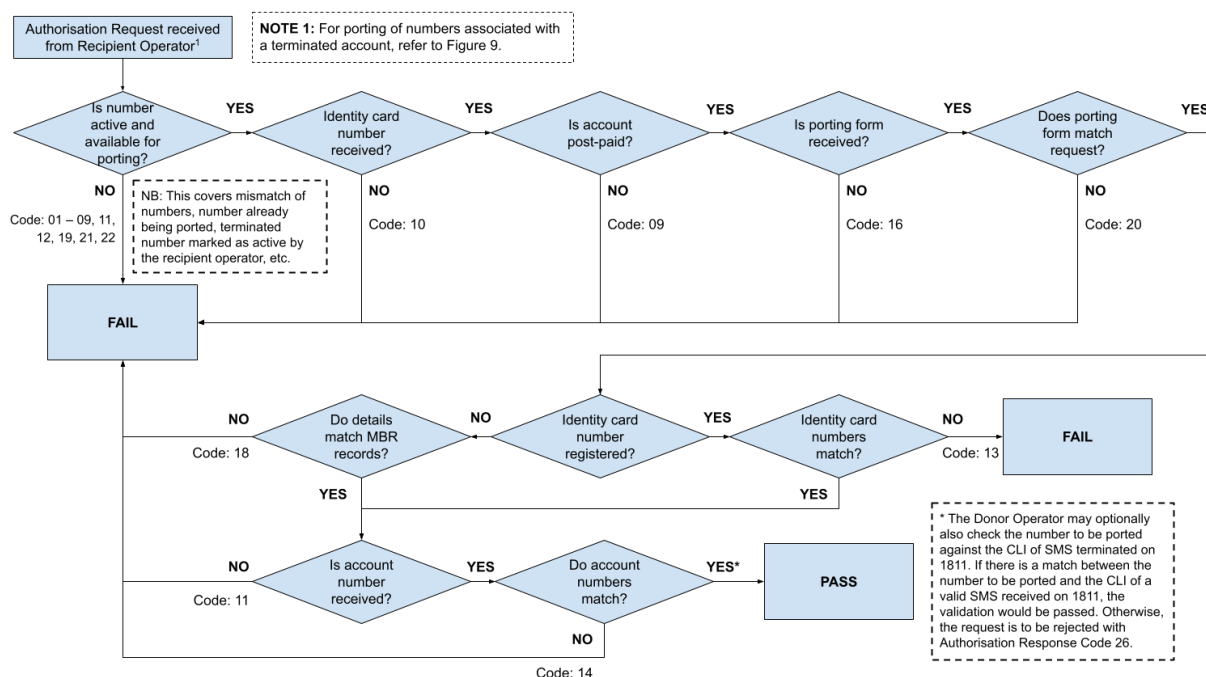 Authorisation Request received
from Recipient Operator1
NOTE 1: For porting of numbers associated with
a terminated account, refer to Figure 9.
Is number
active and
available for
porting?
YES
Identity card
number
received?
YES
Is account
post-paid?
YES
Is porting form
received?
YES
Does porting
form match
request?
YES
NO
Code: 01 – 09, 11,
12, 19, 21, 22
NB: This covers mismatch of
numbers, number already
being ported, terminated
number marked as active by
the recipient operator, etc.
NO
Code: 10
NO
Code: 09
NO
Code: 16
NO
Code: 20
FAIL
NO
Code: 18
Do details
match MBR
records?
NO
Identity card
number
registered?
YES
Identity card
numbers
match?
NO
Code: 13
FAIL
YES
YES
NO
Code: 11
Is account
number
received?
YES
Do account
numbers
match?
YES*
PASS
NO
Code: 14
* The Donor Operator may optionally
also check the number to be ported
against the CLI of SMS terminated on
1811. If there is a match between the
number to be ported and the CLI of a
valid SMS received on 1811, the
validation would be passed. Otherwise,
the request is to be rejected with
Authorisation Response Code 26.